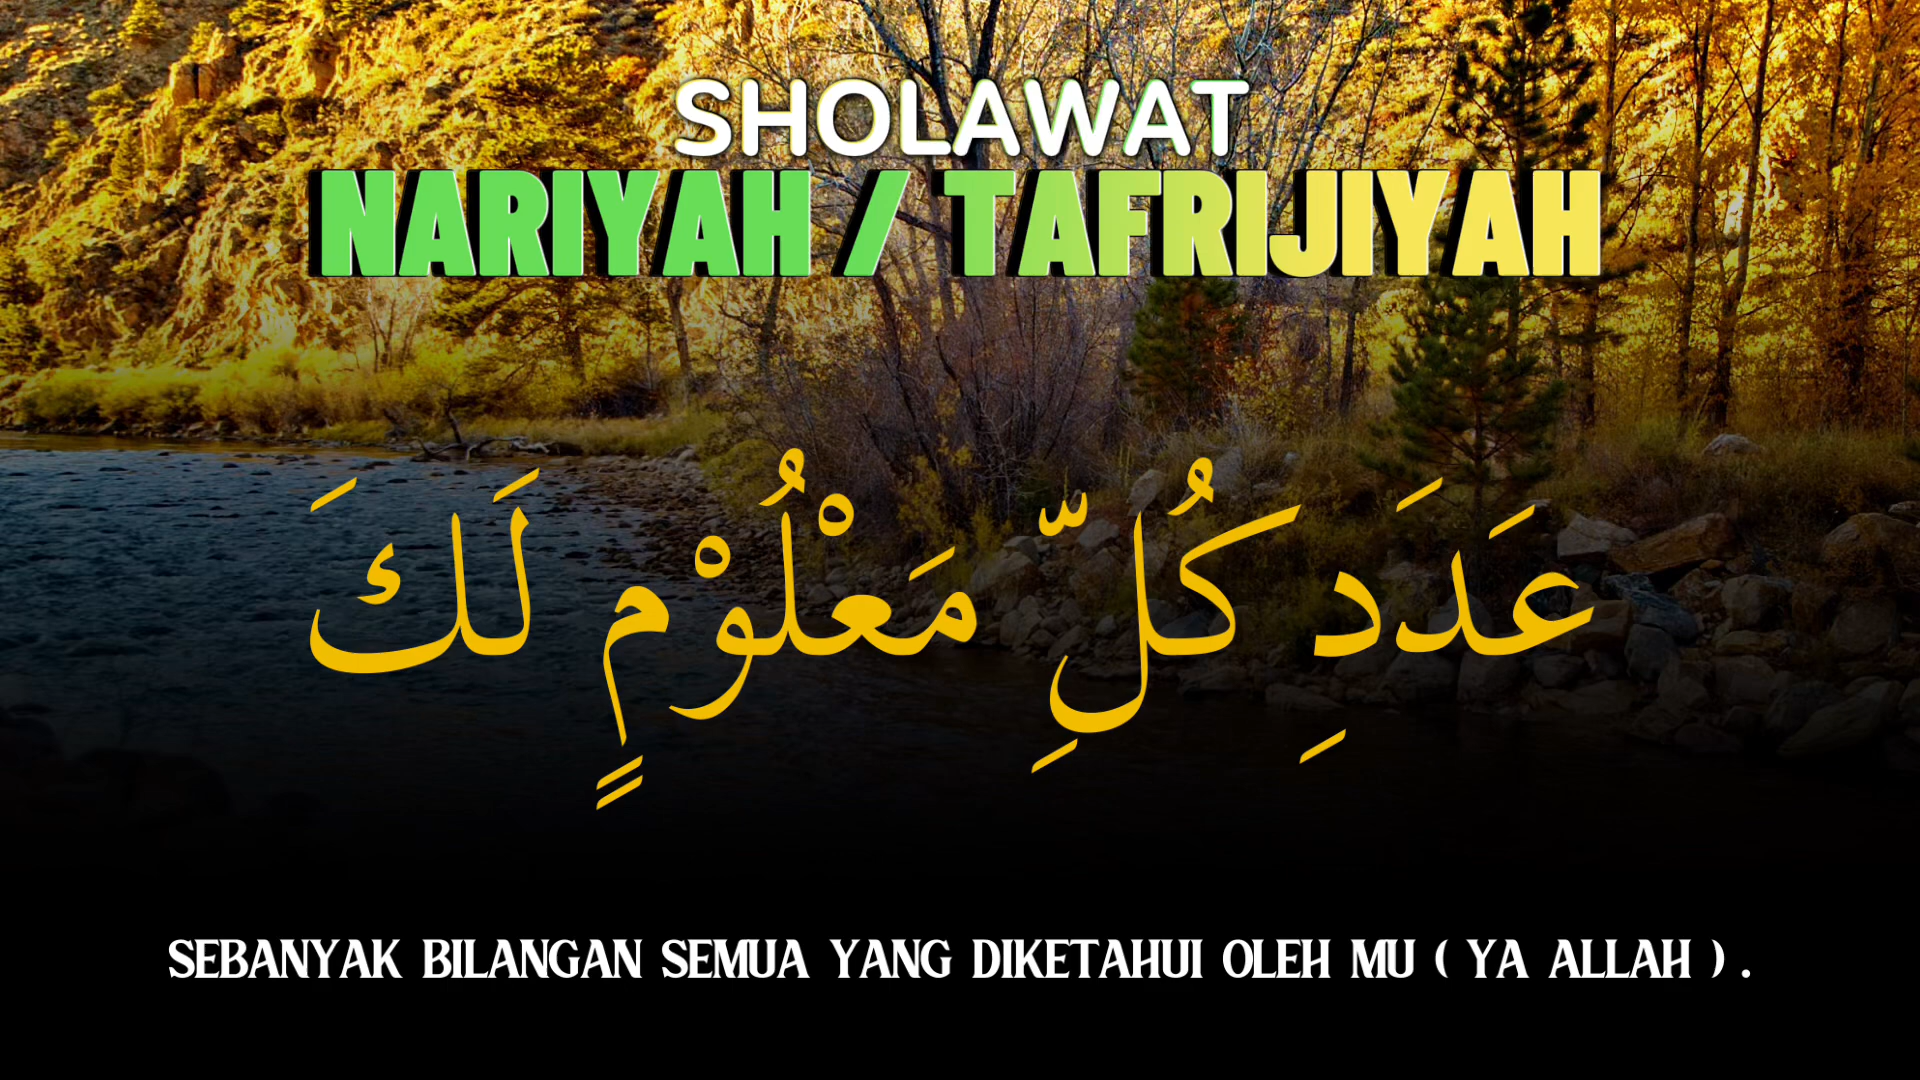 SHOLAWAT
NARIYAH / TAFRIJIYAH
عَدَدِ كُلِّ مَعْلُوْمٍ لَكَ
SEBANYAK BILANGAN SEMUA YANG DIKETAHUI OLEH MU ( YA ALLAH ) .